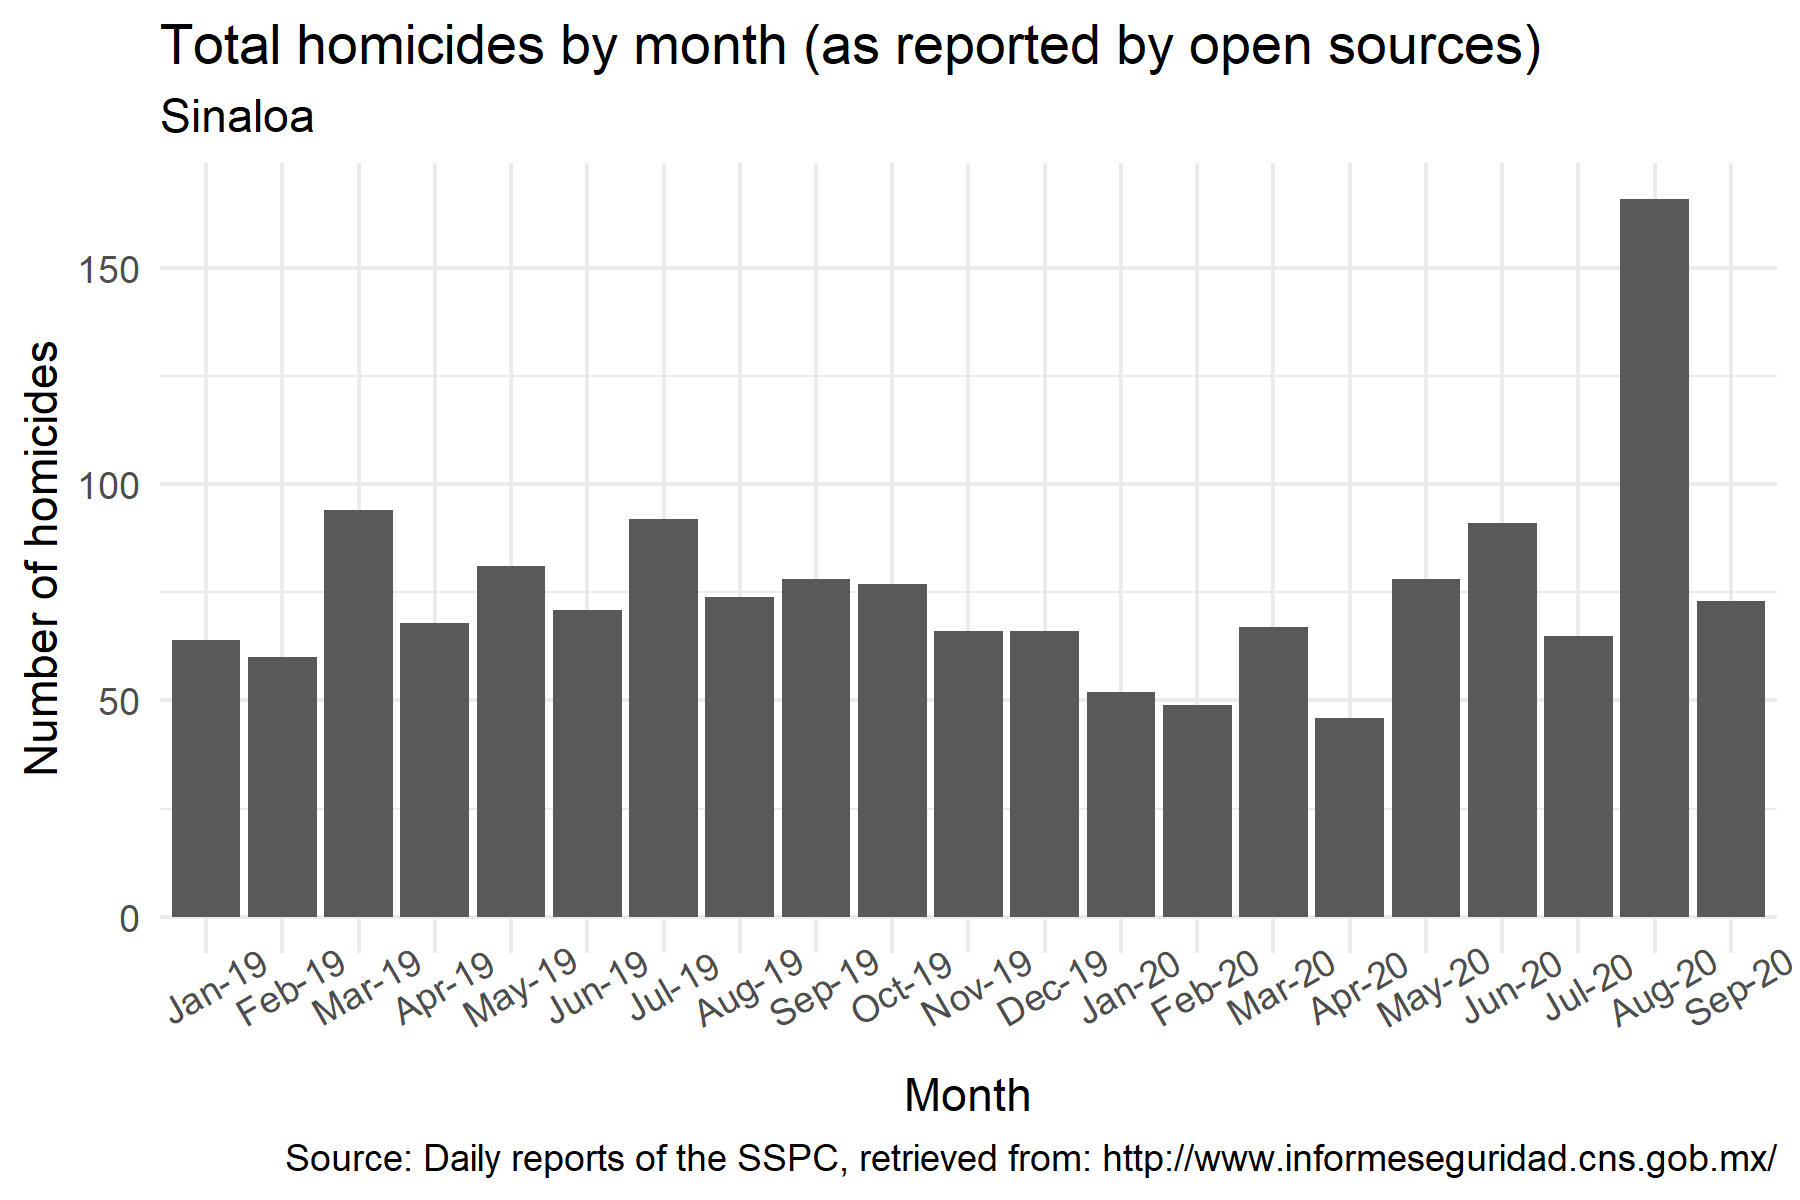 Total homicides by month (as reported by open sources)
Sinaloa
Number of homicides
150
100
50
0
Jan-19
Feb-19
Mar-19
Apr-19
May-19
Jun-19
Jul-19
Aug-19
Sep-19
Oct-19
Nov-19
Dec-19
Jan-20
Feb-20
Mar-20
Apr-20
May-20
Jun-20
Jul-20
Aug-20
Sep-20
Month
Source: Daily reports of the SSPC, retrieved from: http://www.informeseguridad.cns.gob.mx/